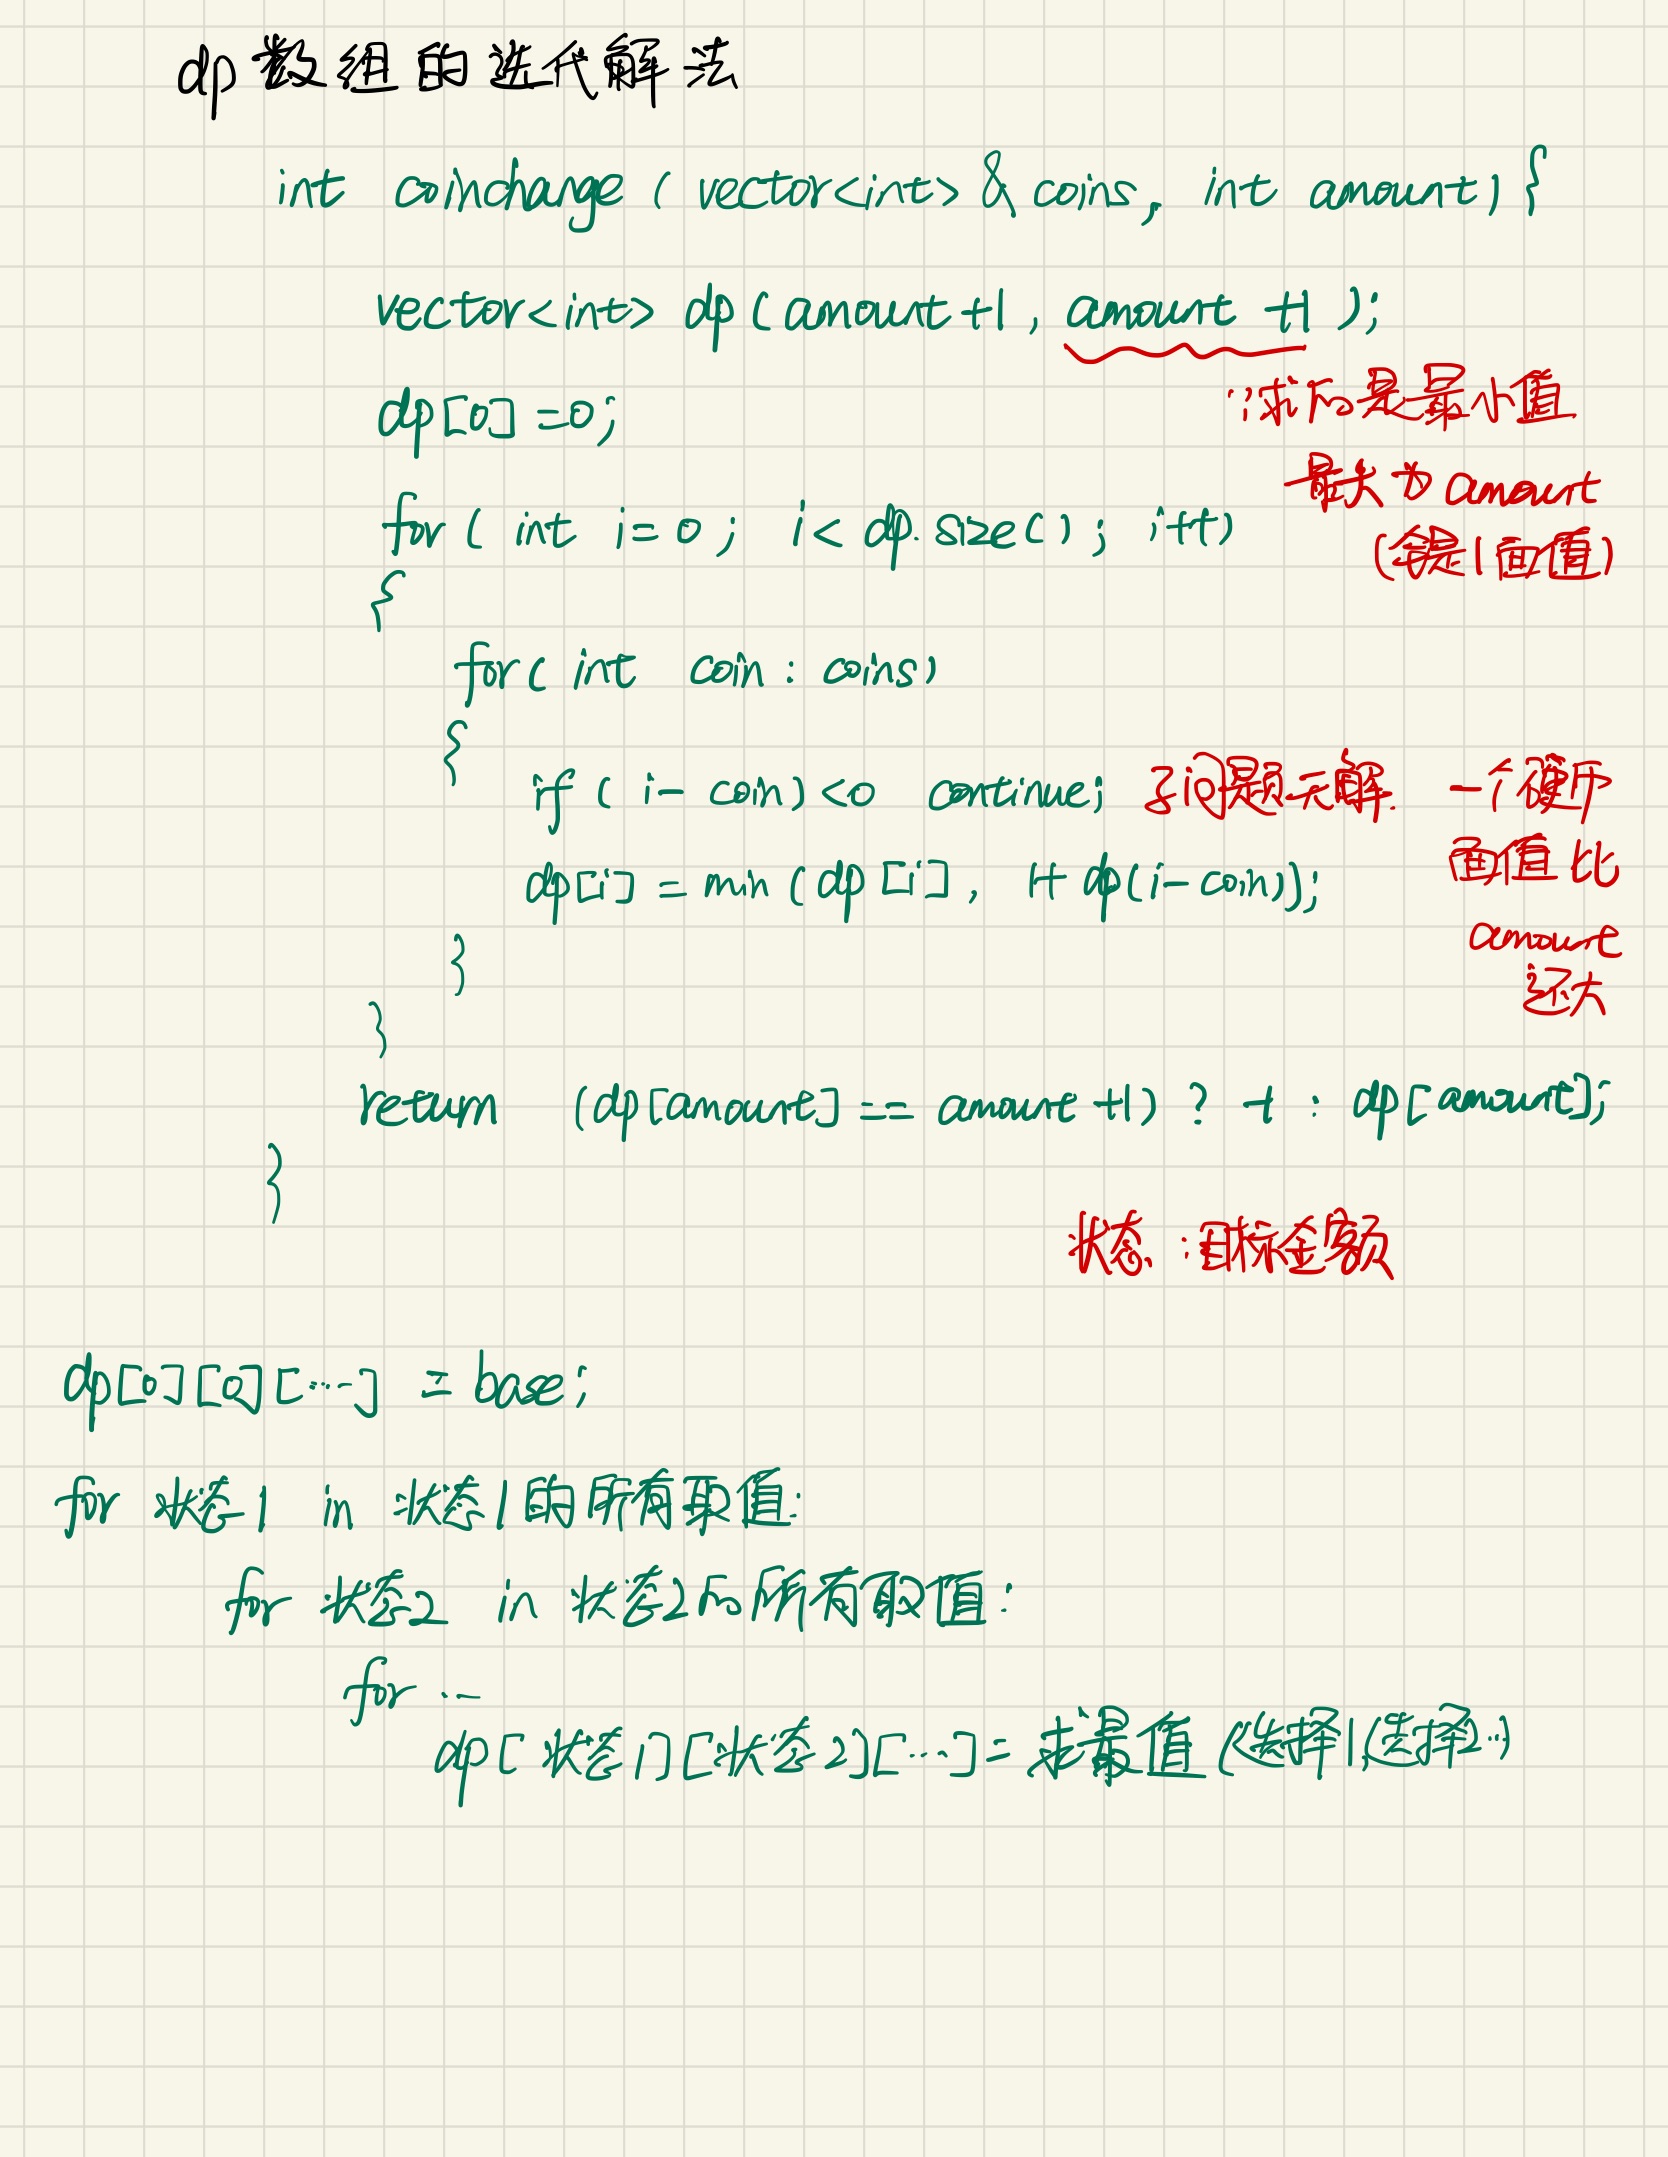 dp数组的迭代解法
int coinchange (vector<int> & coins, int amount) {
vector<int> dp (amount+1, amount +1);
∵求的是最小值
dp[0] =0;
最大为 amount
for ( int i=0; i< dp.size(); i++)
(全是1面值)
{
for( int coin : coins)
{
if ( i- coin) <0 continue; 子问题无解. 一个硬币
面值比
dp[i] = min (dp[i], 1+ dp(i-coin));
amount
}
还大
}
return (dp[amount] == amount +1) ? -1 : dp[amount];
}
状态:目标金额
dp[0][0][...] = base;
for 状态1 in 状态1的所有取值:
for 状态2 in 状态2的所有取值:
for ...
dp[状态1][状态2][...] = 求最值(选择1,选择2...)